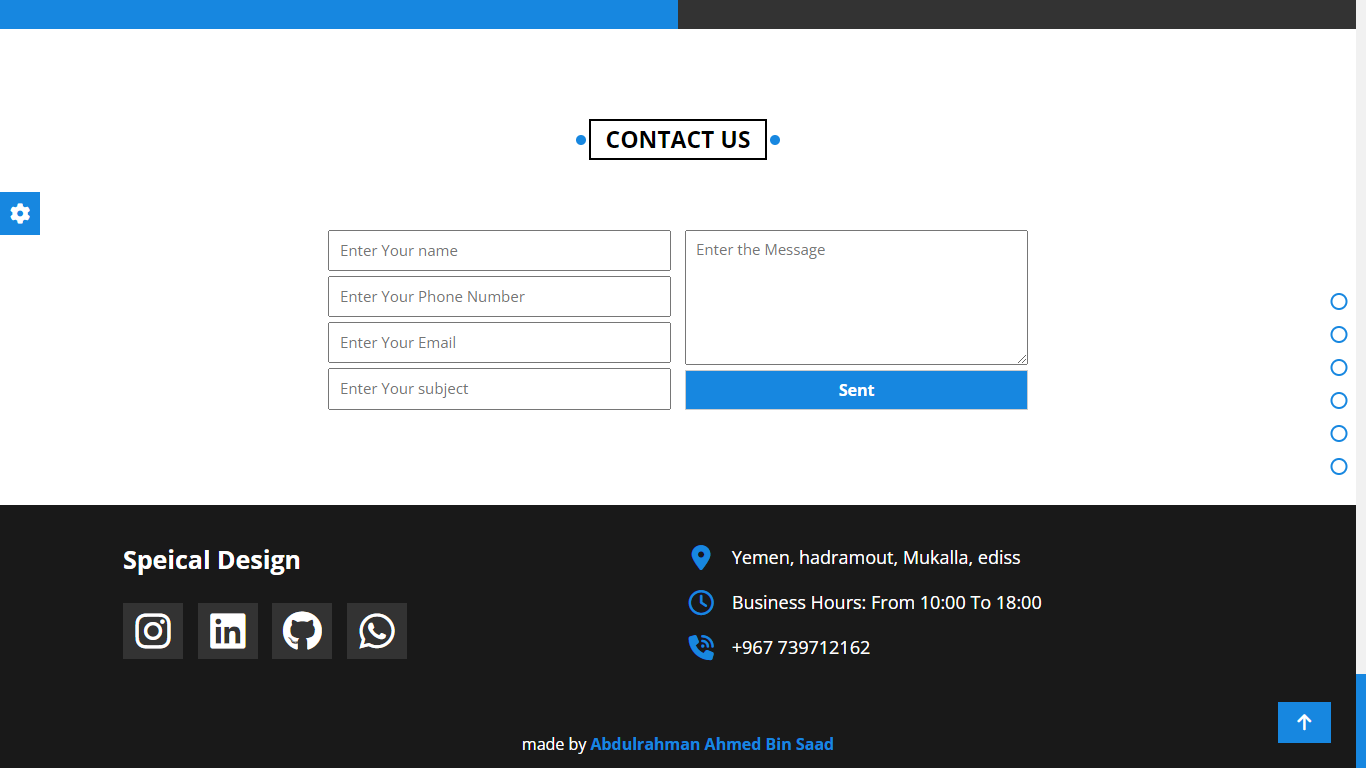 CONTACT US
Enter Your name
Enter Your Phone Number
Enter Your Email
Enter Your subject
Enter the Message
Sent
Speical Design
Yemen, hadramout, Mukalla, ediss
Business Hours: From 10:00 To 18:00
+967 739712162
made by Abdulrahman Ahmed Bin Saad